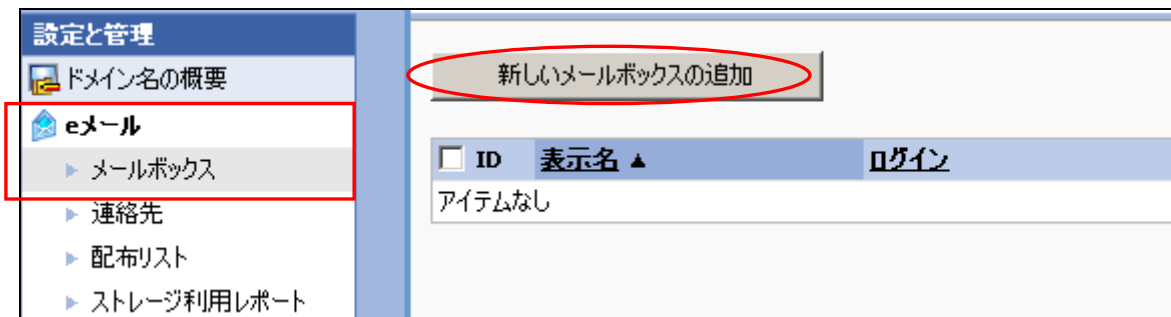 設定と管理
ドメイン名の概要
eメール
メールボックス
連絡先
配布リスト
ストレージ利用レポート
新しいメールボックスの追加
ID 表示名 ▲ ログイン
アイテムなし